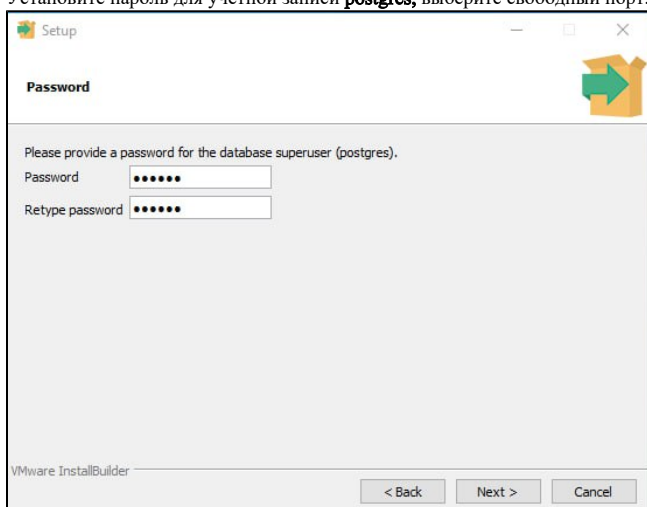 Установите пароль для учетной записи postgres, выберите свободный порт.
Setup
Password
Please provide a password for the database superuser (postgres).
Password ••••••
Retype password ••••••
VMware InstallBuilder
< Back Next > Cancel